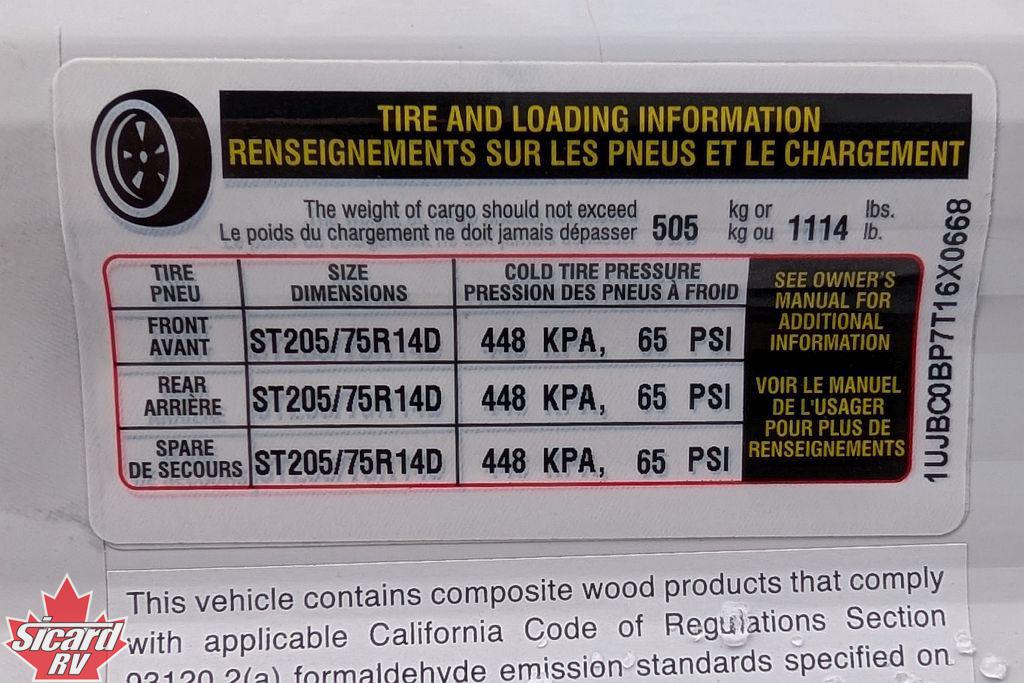 TIRE AND LOADING INFORMATION
RENSEIGNEMENTS SUR LES PNEUS ET LE CHARGEMENT
The weight of cargo should not exceed 505 kg or 1114 lbs.
Le poids du chargement ne doit jamais dépasser kg ou lb.
TIRE SIZE COLD TIRE PRESSURE
PNEU DIMENSIONS PRESSION DES PNEUS À FROID
FRONT
AVANT ST205/75R14D 448 KPA, 65 PSI
REAR
ARRIÈRE ST205/75R14D 448 KPA, 65 PSI
SPARE
DE SECOURS ST205/75R14D 448 KPA, 65 PSI
SEE OWNER'S
MANUAL FOR
ADDITIONAL
INFORMATION
VOIR LE MANUEL
DE L'USAGER
POUR PLUS DE
RENSEIGNEMENTS
1UJBC0BP7T16X0668
This vehicle contains composite wood products that comply
with applicable California Code of Regulations Section
93120.2(a) formaldehyde emission standards specified on
Sicard
RV